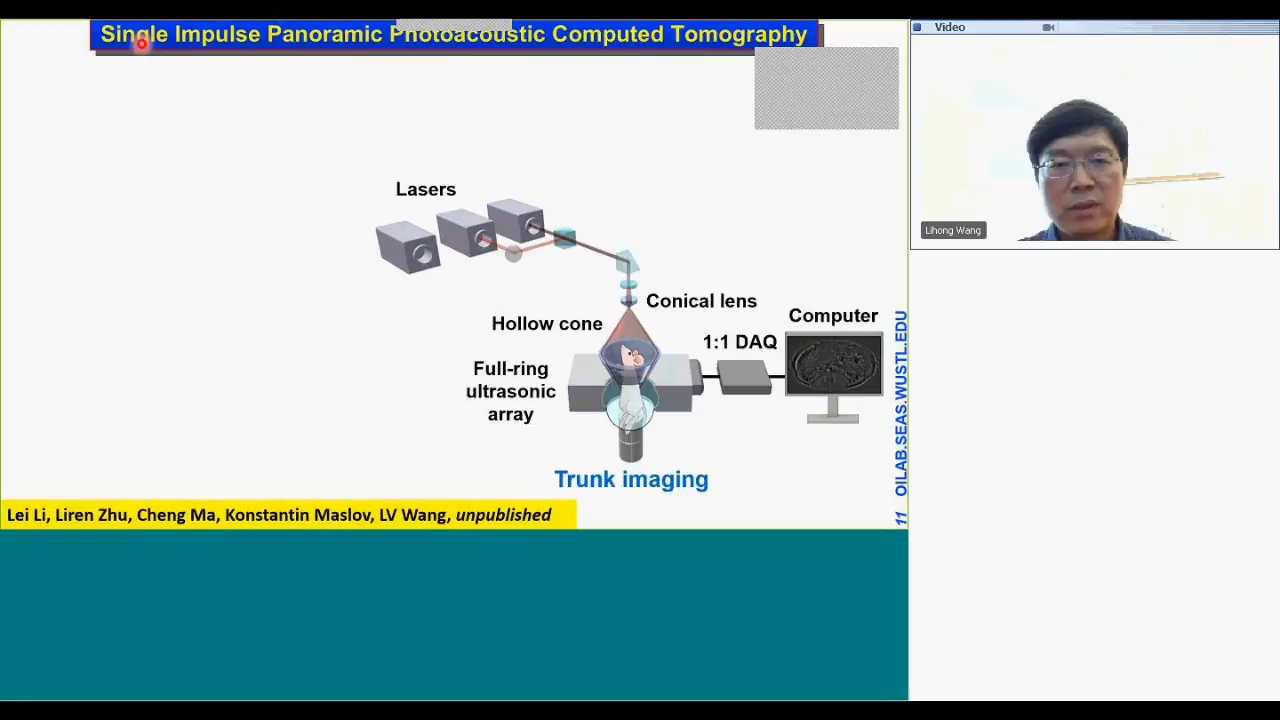 Single Impulse Panoramic Photoacoustic Computed Tomography
Video
Lasers
Lihong Wang
Conical lens
Hollow cone
Computer
1:1 DAQ
Full-ring
ultrasonic
array
Trunk imaging
OILAB.SEAS.WUSTL.EDU
11
Lei Li, Liren Zhu, Cheng Ma, Konstantin Maslov, LV Wang, unpublished